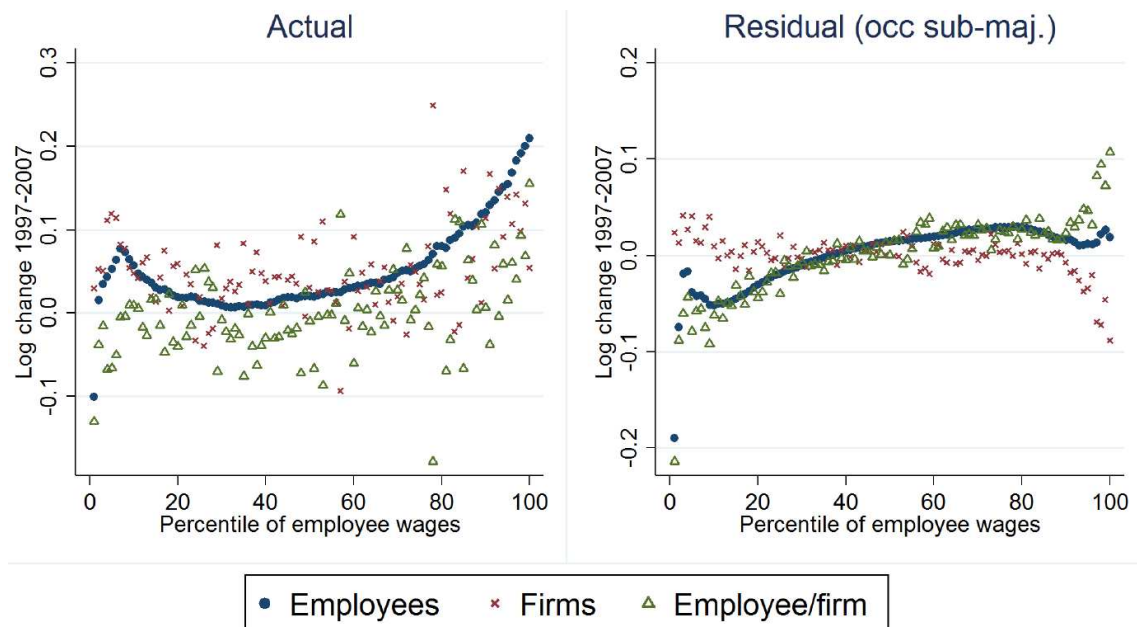 Actual
Log change 1997-2007
0.3
0.2
0.1
0.0
-0.1
0
20
40
60
80
100
Percentile of employee wages
Residual (occ sub-maj.)
Log change 1997-2007
0.2
0.1
0.0
-0.1
-0.2
0
20
40
60
80
100
Percentile of employee wages
Employees
Firms
Employee/firm